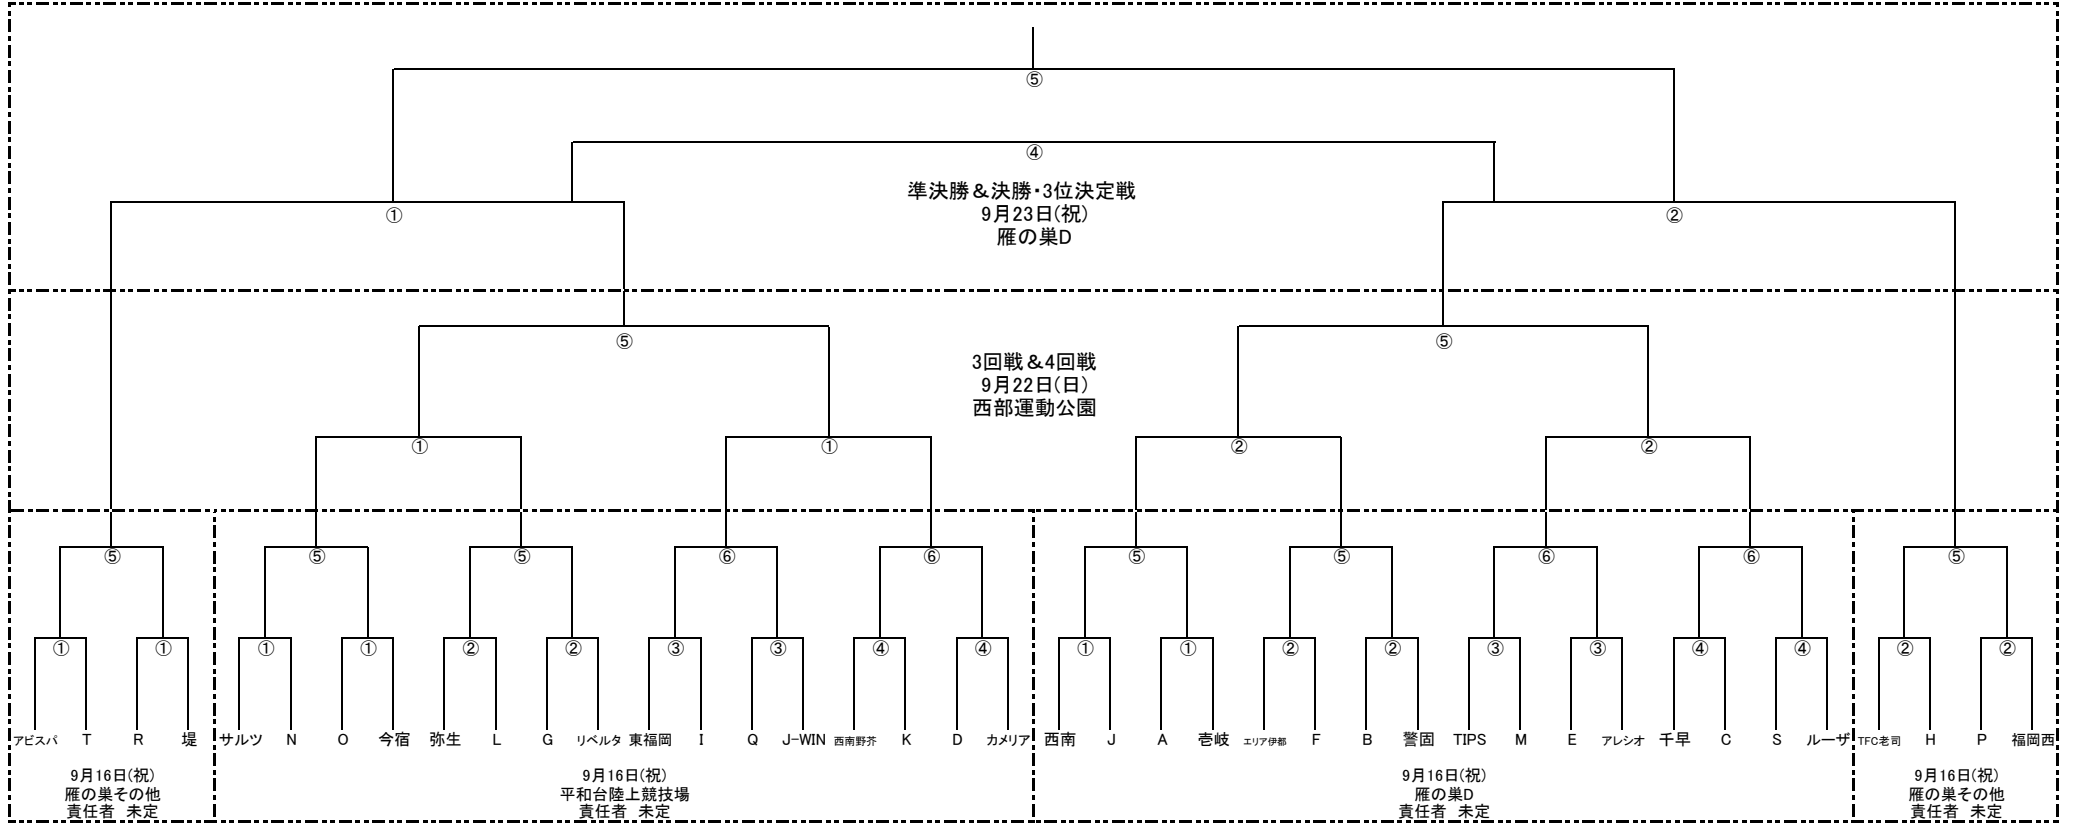 ⑤
④
準決勝＆決勝・3位決定戦
9月23日(祝)
雁の巣D
① ②
⑤ ⑤
3回戦＆4回戦
9月22日(日)
西部運動公園
① ① ② ②
⑤ ⑤ ⑤ ⑥ ⑥ ⑤ ⑤ ⑥ ⑥ ⑤
① ① ① ① ② ② ③ ③ ④ ④ ① ① ② ② ③ ③ ④ ④ ② ②
アビスパ T R 堤 サルツ N O 今宿 弥生 L G リベルタ 東福岡 I Q J-WIN 西南野芥 K D カメリア 西南 J A 壱岐 エリア伊都 F B 警固 TIPS M E アレシオ 千早 C S ルーザ TFC老司 H P 福岡西
9月16日(祝) 9月16日(祝) 9月16日(祝) 9月16日(祝)
雁の巣その他 平和台陸上競技場 雁の巣D 雁の巣その他
責任者　未定 責任者　未定 責任者　未定 責任者　未定